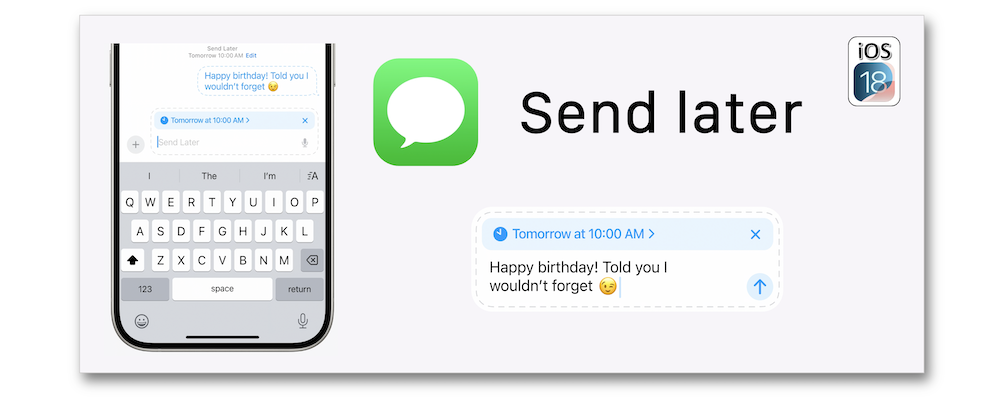 Send Later
Tomorrow 10:00 AM Edit
Happy birthday! Told you I
wouldn't forget 😉
Tomorrow at 10:00 AM >
Send Later
I The I'm
Q W E R T Y U I O P
A S D F G H J K L
Z X C V B N M
123 space return
Send later
iOS
18
Tomorrow at 10:00 AM >
Happy birthday! Told you I
wouldn't forget 😉